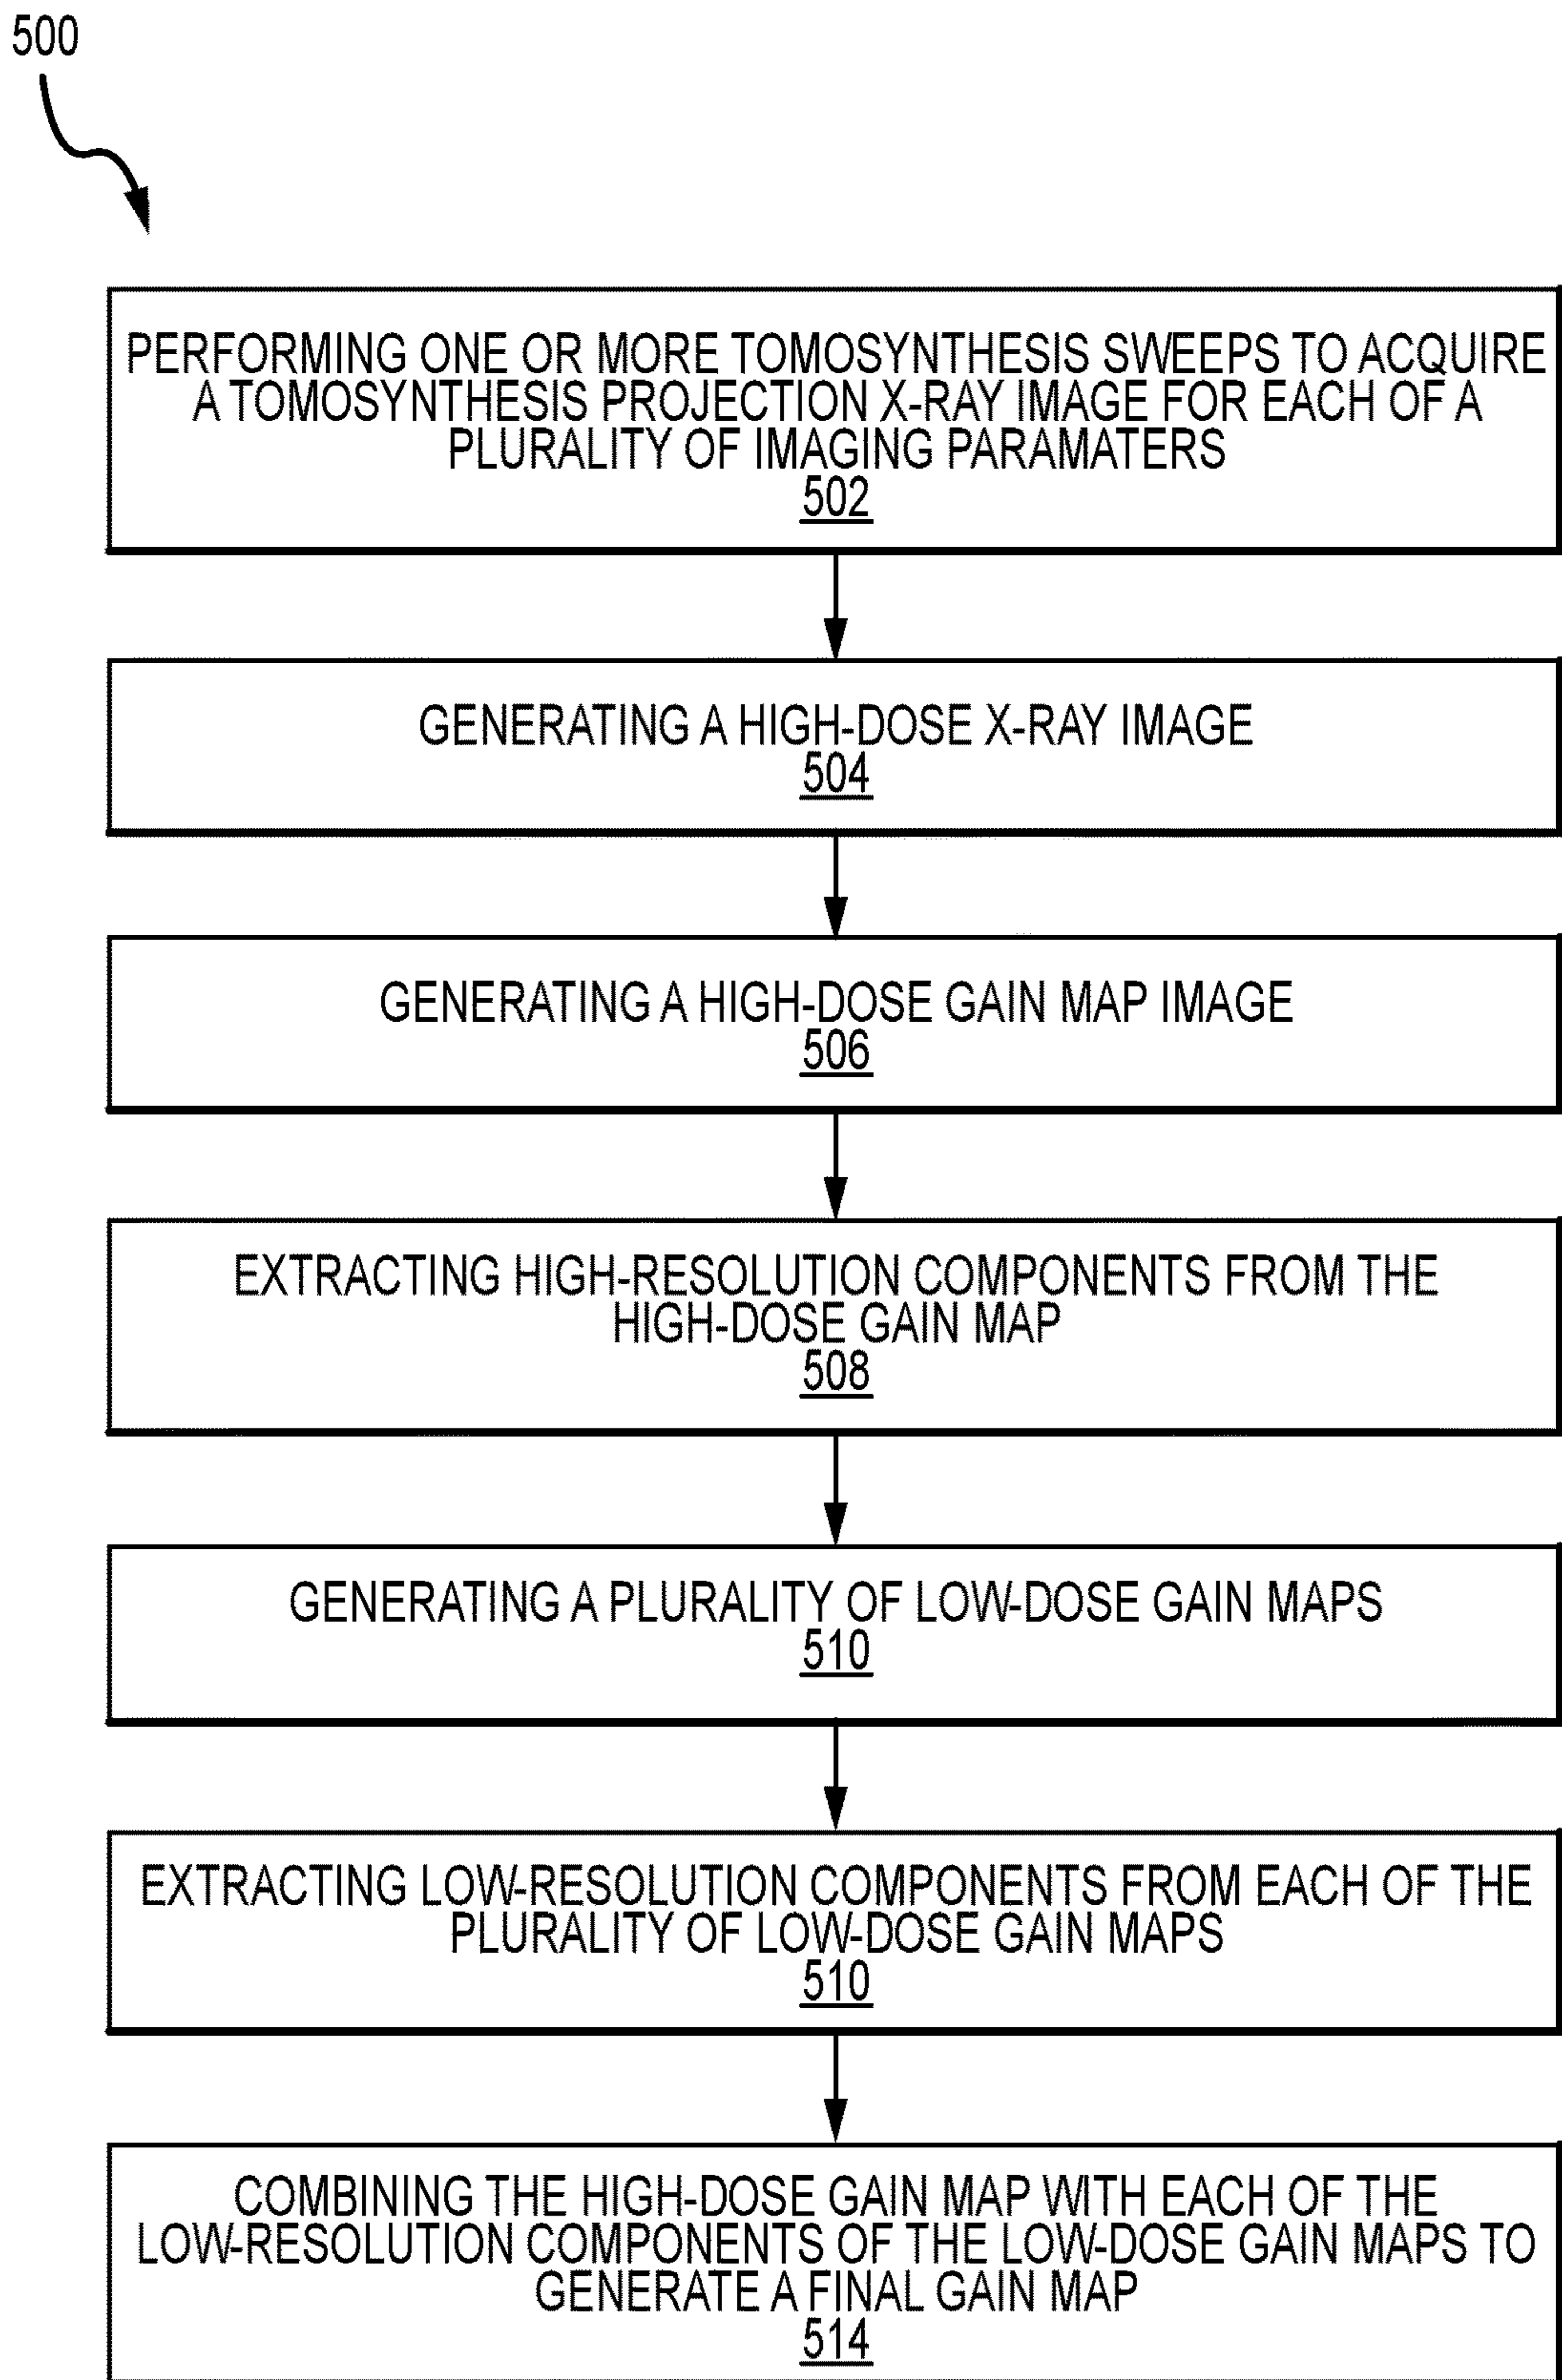 500
PERFORMING ONE OR MORE TOMOSYNTHESIS SWEEPS TO ACQUIRE
A TOMOSYNTHESIS PROJECTION X-RAY IMAGE FOR EACH OF A
PLURALITY OF IMAGING PARAMATERS
502
GENERATING A HIGH-DOSE X-RAY IMAGE
504
GENERATING A HIGH-DOSE GAIN MAP IMAGE
506
EXTRACTING HIGH-RESOLUTION COMPONENTS FROM THE
HIGH-DOSE GAIN MAP
508
GENERATING A PLURALITY OF LOW-DOSE GAIN MAPS
510
EXTRACTING LOW-RESOLUTION COMPONENTS FROM EACH OF THE
PLURALITY OF LOW-DOSE GAIN MAPS
510
COMBINING THE HIGH-DOSE GAIN MAP WITH EACH OF THE
LOW-RESOLUTION COMPONENTS OF THE LOW-DOSE GAIN MAPS TO
GENERATE A FINAL GAIN MAP
514